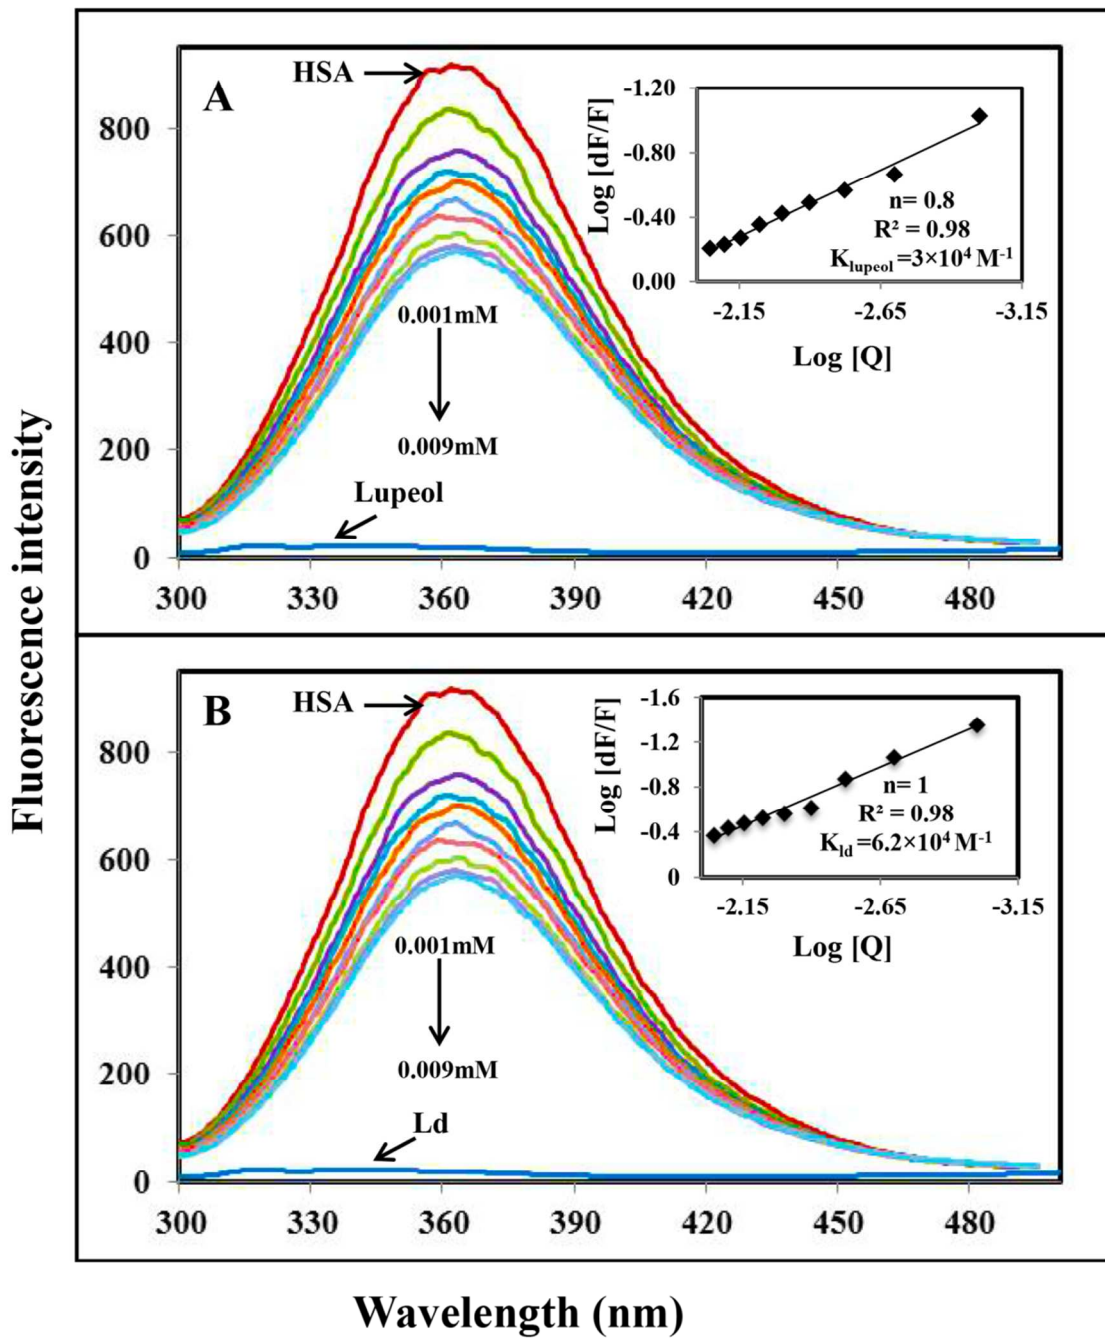 Fluorescence intensity
A
HSA
800
600
400
200
0
0.001mM
0.009mM
Lupeol
300 330 360 390 420 450 480
Log [dF/F]
-1.20
-0.80
-0.40
0.00
n= 0.8
R² = 0.98
K_lupeol =3×10⁴ M⁻¹
-2.15 -2.65 -3.15
Log [Q]
B
HSA
800
600
400
200
0
0.001mM
0.009mM
Ld
300 330 360 390 420 450 480
Log [dF/F]
-1.6
-1.2
-0.8
-0.4
0
n= 1
R² = 0.98
K_ld =6.2×10⁴ M⁻¹
-2.15 -2.65 -3.15
Log [Q]
Wavelength (nm)